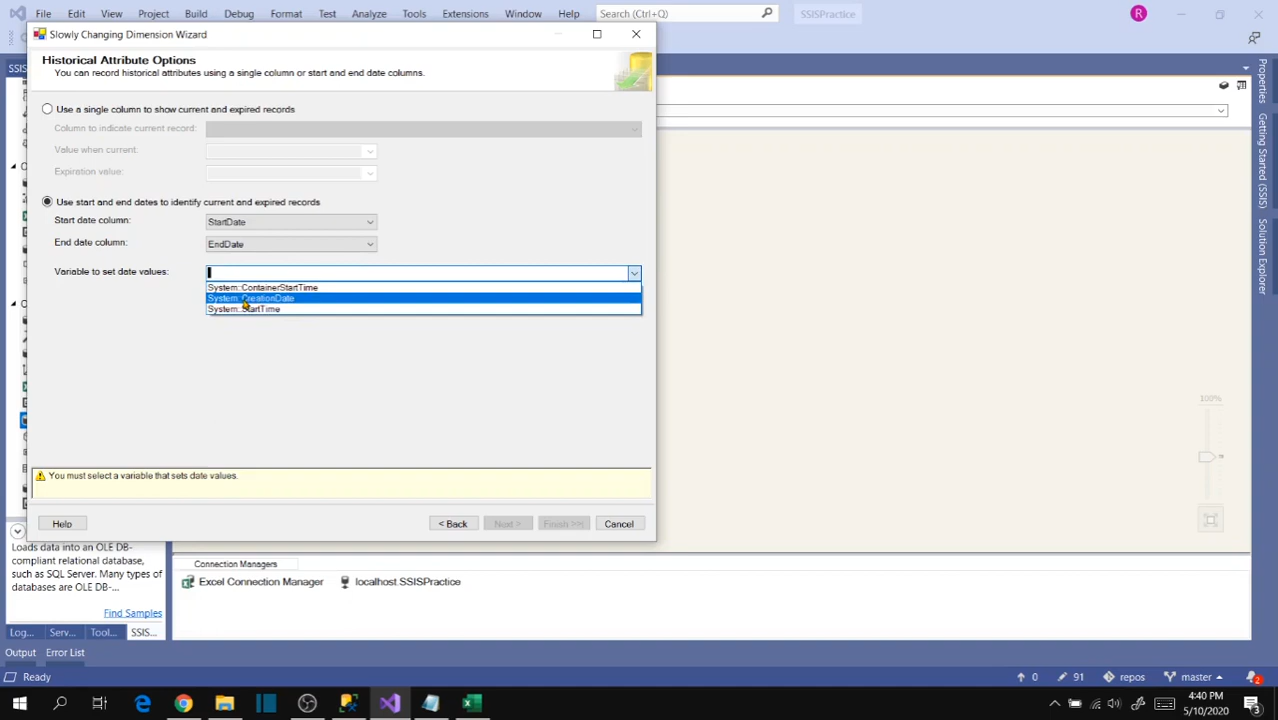 File Edit View Project Build Debug Format Test Analyze Tools Extensions Window Help Search (Ctrl+Q) SSISPractice R
Slowly Changing Dimension Wizard
Historical Attribute Options
You can record historical attributes using a single column or start and end date columns.
Use a single column to show current and expired records
Column to indicate current record:
Value when current:
Expiration value:
Use start and end dates to identify current and expired records
Start date column: StartDate
End date column: EndDate
Variable to set date values:
System::ContainerStartTime
System::CreationDate
System::StartTime
You must select a variable that sets date values.
Help < Back Next > Finish >>| Cancel
Properties
Getting Started (SSIS)
Solution Explorer
100%
Loads data into an OLE DB-
compliant relational database,
such as SQL Server. Many types of
databases are OLE DB-...
Find Samples
Log... Serv... Tool... SSIS...
Connection Managers
Excel Connection Manager localhost.SSISPractice
Output Error List
Ready 0 91 repos master 2
4:40 PM
5/10/2020
3